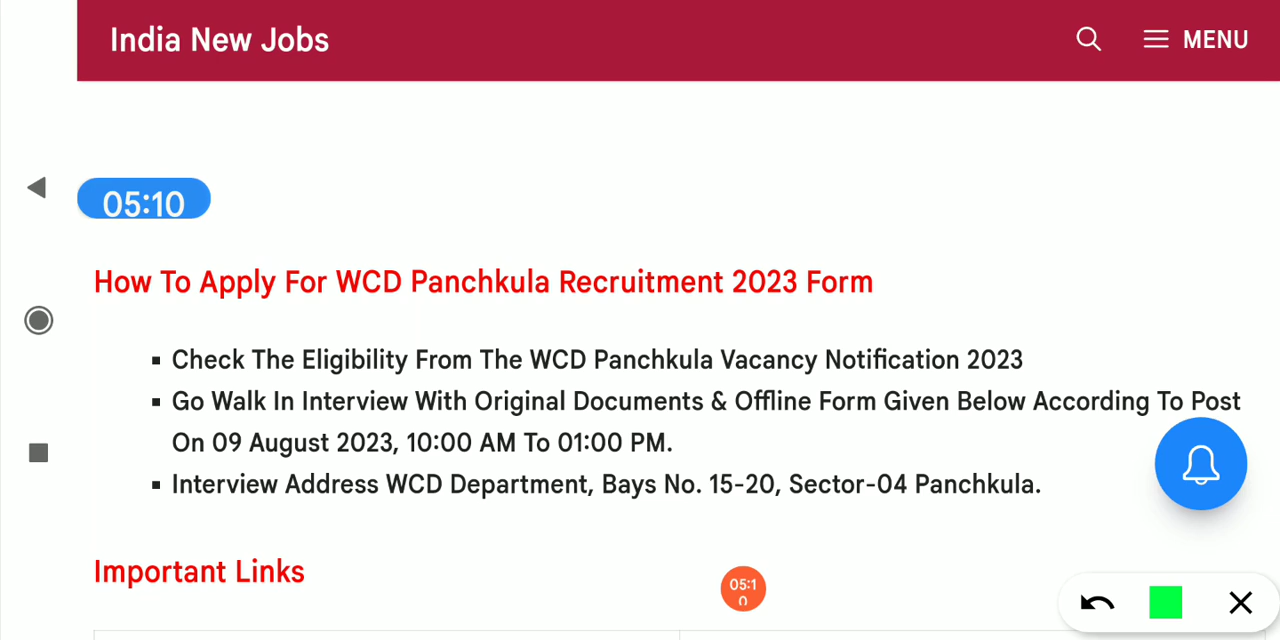 India New Jobs
MENU
05:10
How To Apply For WCD Panchkula Recruitment 2023 Form
▪ Check The Eligibility From The WCD Panchkula Vacancy Notification 2023
▪ Go Walk In Interview With Original Documents & Offline Form Given Below According To Post
On 09 August 2023, 10:00 AM To 01:00 PM.
▪ Interview Address WCD Department, Bays No. 15-20, Sector-04 Panchkula.
Important Links
05:1
0